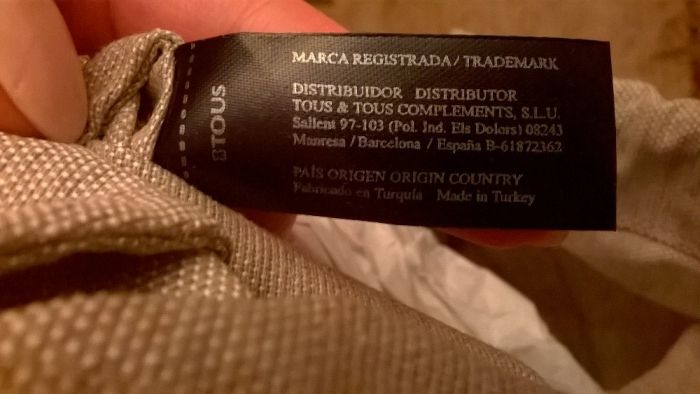 TOUS
MARCA REGISTRADA / TRADEMARK
DISTRIBUIDOR DISTRIBUTOR
TOUS & TOUS COMPLEMENTS, S.L.U.
Sallent 97-103 (Pol. Ind. Els Dolors) 08243
Manresa / Barcelona / España B-61872362
PAÍS ORIGEN ORIGIN COUNTRY
Fabricado en Turquía Made in Turkey